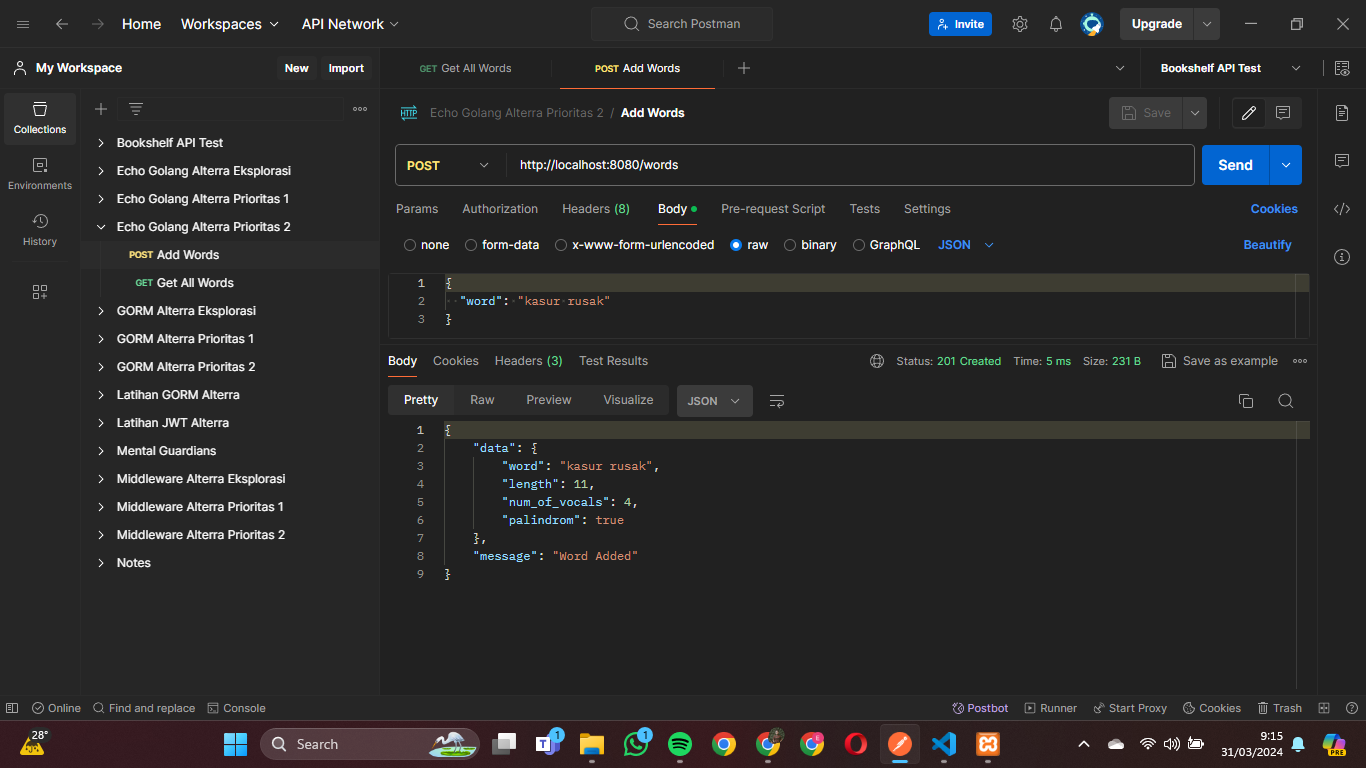 Home Workspaces API Network Search Postman Invite Upgrade
My Workspace New Import GET Get All Words POST Add Words Bookshelf API Test
Collections
Environments
History
Bookshelf API Test
Echo Golang Alterra Eksplorasi
Echo Golang Alterra Prioritas 1
Echo Golang Alterra Prioritas 2
POST Add Words
GET Get All Words
GORM Alterra Eksplorasi
GORM Alterra Prioritas 1
GORM Alterra Prioritas 2
Latihan GORM Alterra
Latihan JWT Alterra
Mental Guardians
Middleware Alterra Eksplorasi
Middleware Alterra Prioritas 1
Middleware Alterra Prioritas 2
Notes
HTTP Echo Golang Alterra Prioritas 2 / Add Words Save
POST http://localhost:8080/words Send
Params Authorization Headers (8) Body Pre-request Script Tests Settings Cookies
none form-data x-www-form-urlencoded raw binary GraphQL JSON Beautify
1 {
2 "word": "kasur rusak"
3 }
Body Cookies Headers (3) Test Results Status: 201 Created Time: 5 ms Size: 231 B Save as example
Pretty Raw Preview Visualize JSON
1 {
2 "data": {
3 "word": "kasur rusak",
4 "length": 11,
5 "num_of_vocals": 4,
6 "palindrom": true
7 },
8 "message": "Word Added"
9 }
Online Find and replace Console Postbot Runner Start Proxy Cookies Trash
28° Search 1 1 9:15
31/03/2024
PRE